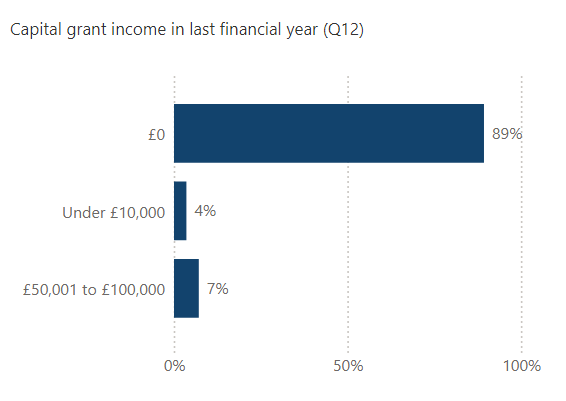 Capital grant income in last financial year (Q12)
£0
89%
Under £10,000
4%
£50,001 to £100,000
7%
0%
50%
100%